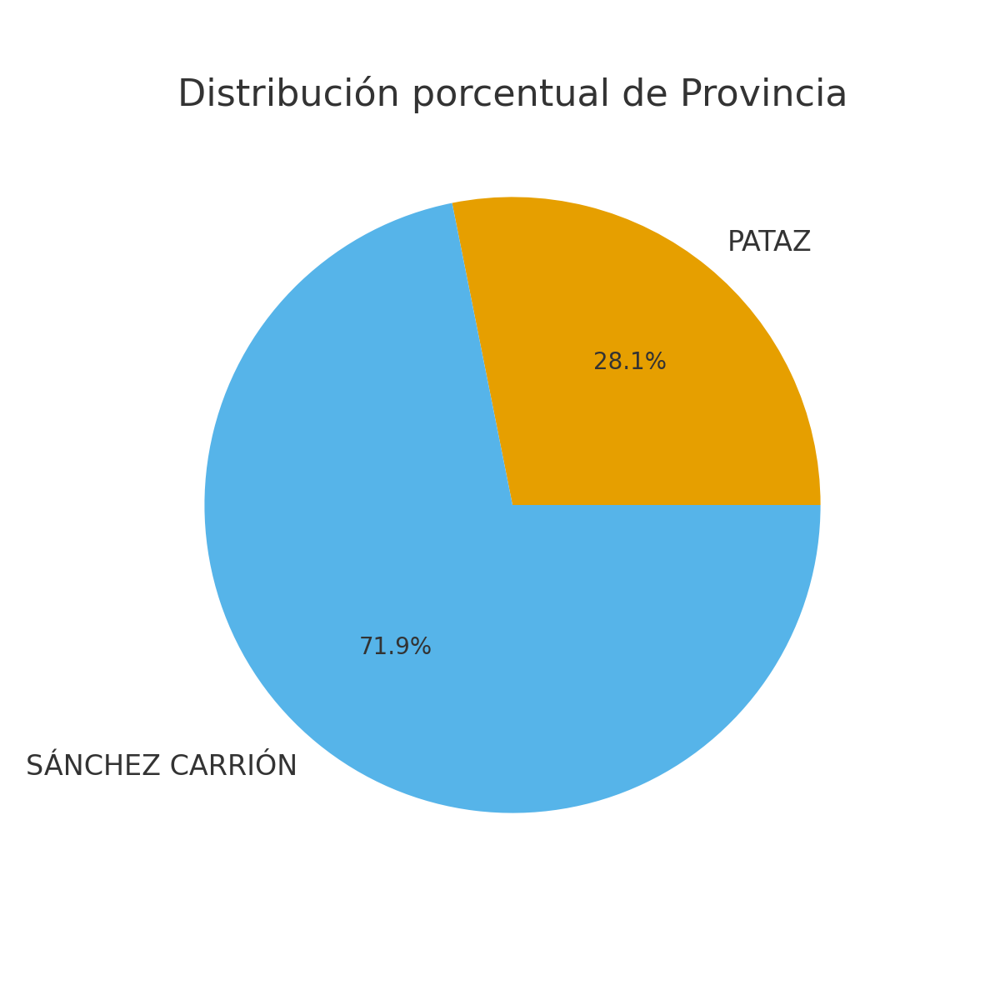 Distribución porcentual de Provincia
PATAZ
28.1%
71.9%
SÁNCHEZ CARRIÓN